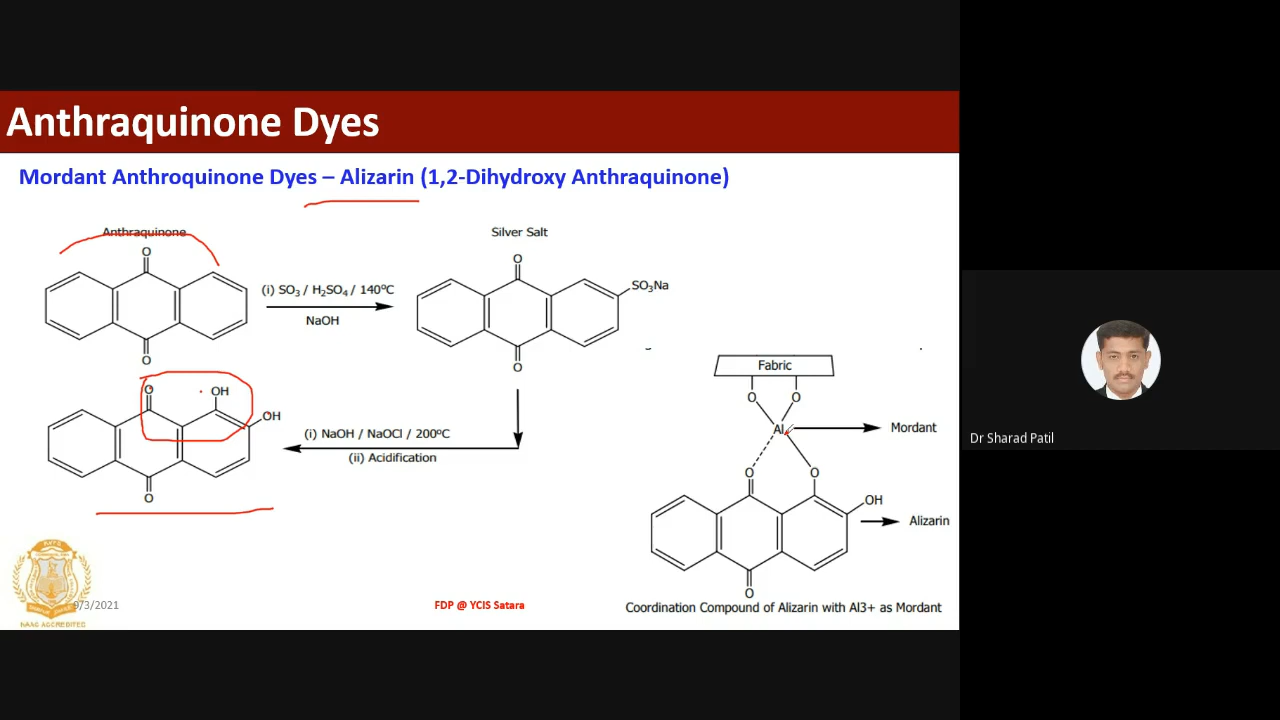 Anthraquinone Dyes
Mordant Anthroquinone Dyes – Alizarin (1,2-Dihydroxy Anthraquinone)
Anthraquinone
O
O
(i) SO3 / H2SO4 / 140ºC
NaOH
Silver Salt
O
SO3Na
O
O
OH
OH
O
(i) NaOH / NaOCl / 200ºC
(ii) Acidification
Fabric
O O
Al
Mordant
O O
OH
Alizarin
O
Coordination Compound of Alizarin with Al3+ as Mordant
NAAC ACCREDITED
9/3/2021
FDP @ YCIS Satara
Dr Sharad Patil